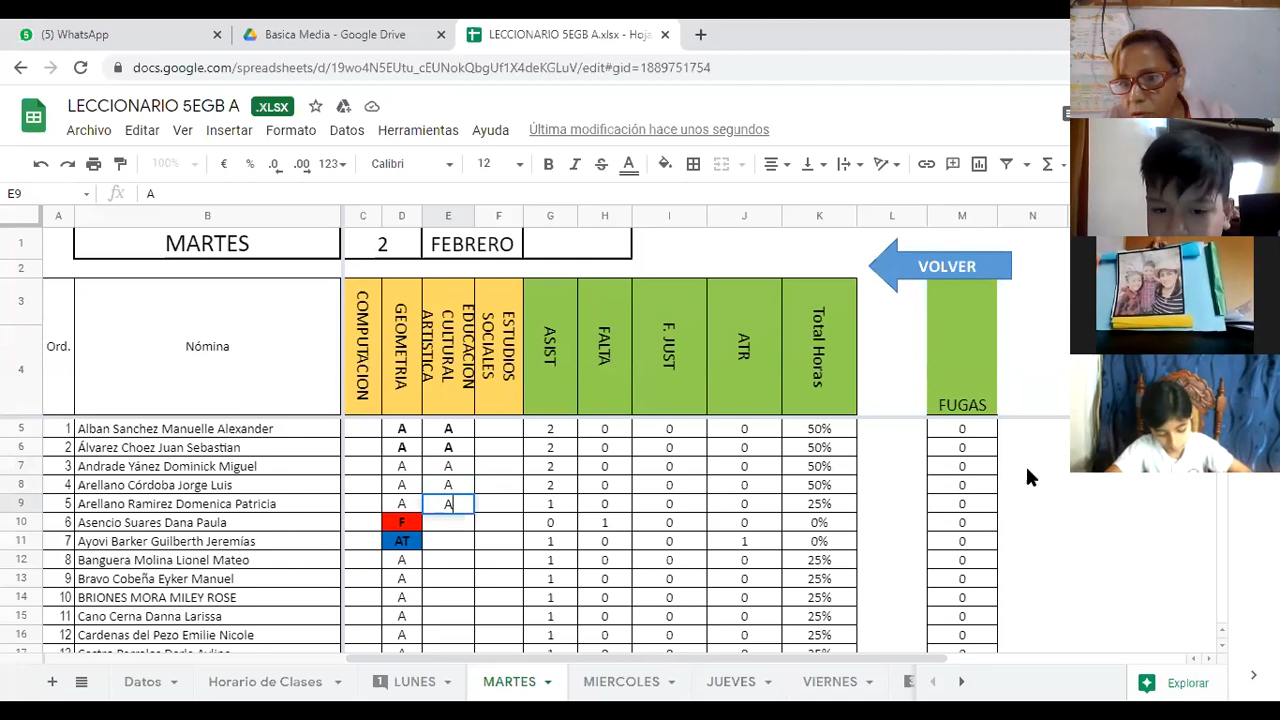 (5) WhatsApp
Basica Media - Google Drive
LECCIONARIO 5EGB A.xlsx - Hoja
docs.google.com/spreadsheets/d/19wo4N5EUtu_cEUNokQbgUf1X4deKGLuV/edit#gid=1889751754
LECCIONARIO 5EGB A .XLSX
Archivo Editar Ver Insertar Formato Datos Herramientas Ayuda Última modificación hace unos segundos
100% € % .0 .00 123 Calibri 12 B I S A
E9 fx A
A B C D E F G H I J K L M N
1 MARTES 2 FEBRERO
2 VOLVER
3
4 Ord. Nómina COMPUTACION GEOMETRIA EDUCACION CULTURAL ARTISTICA ESTUDIOS SOCIALES ASIST FALTA F. JUST ATR Total Horas FUGAS
5 1 Alban Sanchez Manuelle Alexander A A 2 0 0 0 50% 0
6 2 Álvarez Choez Juan Sebastian A A 2 0 0 0 50% 0
7 3 Andrade Yánez Dominick Miguel A A 2 0 0 0 50% 0
8 4 Arellano Córdoba Jorge Luis A A 2 0 0 0 50% 0
9 5 Arellano Ramirez Domenica Patricia A A 1 0 0 0 25% 0
10 6 Asencio Suares Dana Paula F 0 1 0 0 0% 0
11 7 Ayovi Barker Guilberth Jeremías AT 1 0 0 1 0% 0
12 8 Banguera Molina Lionel Mateo A 1 0 0 0 25% 0
13 9 Bravo Cobeña Eyker Manuel A 1 0 0 0 25% 0
14 10 BRIONES MORA MILEY ROSE A 1 0 0 0 25% 0
15 11 Cano Cerna Danna Larissa A 1 0 0 0 25% 0
16 12 Cardenas del Pezo Emilie Nicole A 1 0 0 0 25% 0
Datos Horario de Clases 1 LUNES MARTES MIERCOLES JUEVES VIERNES Explorar